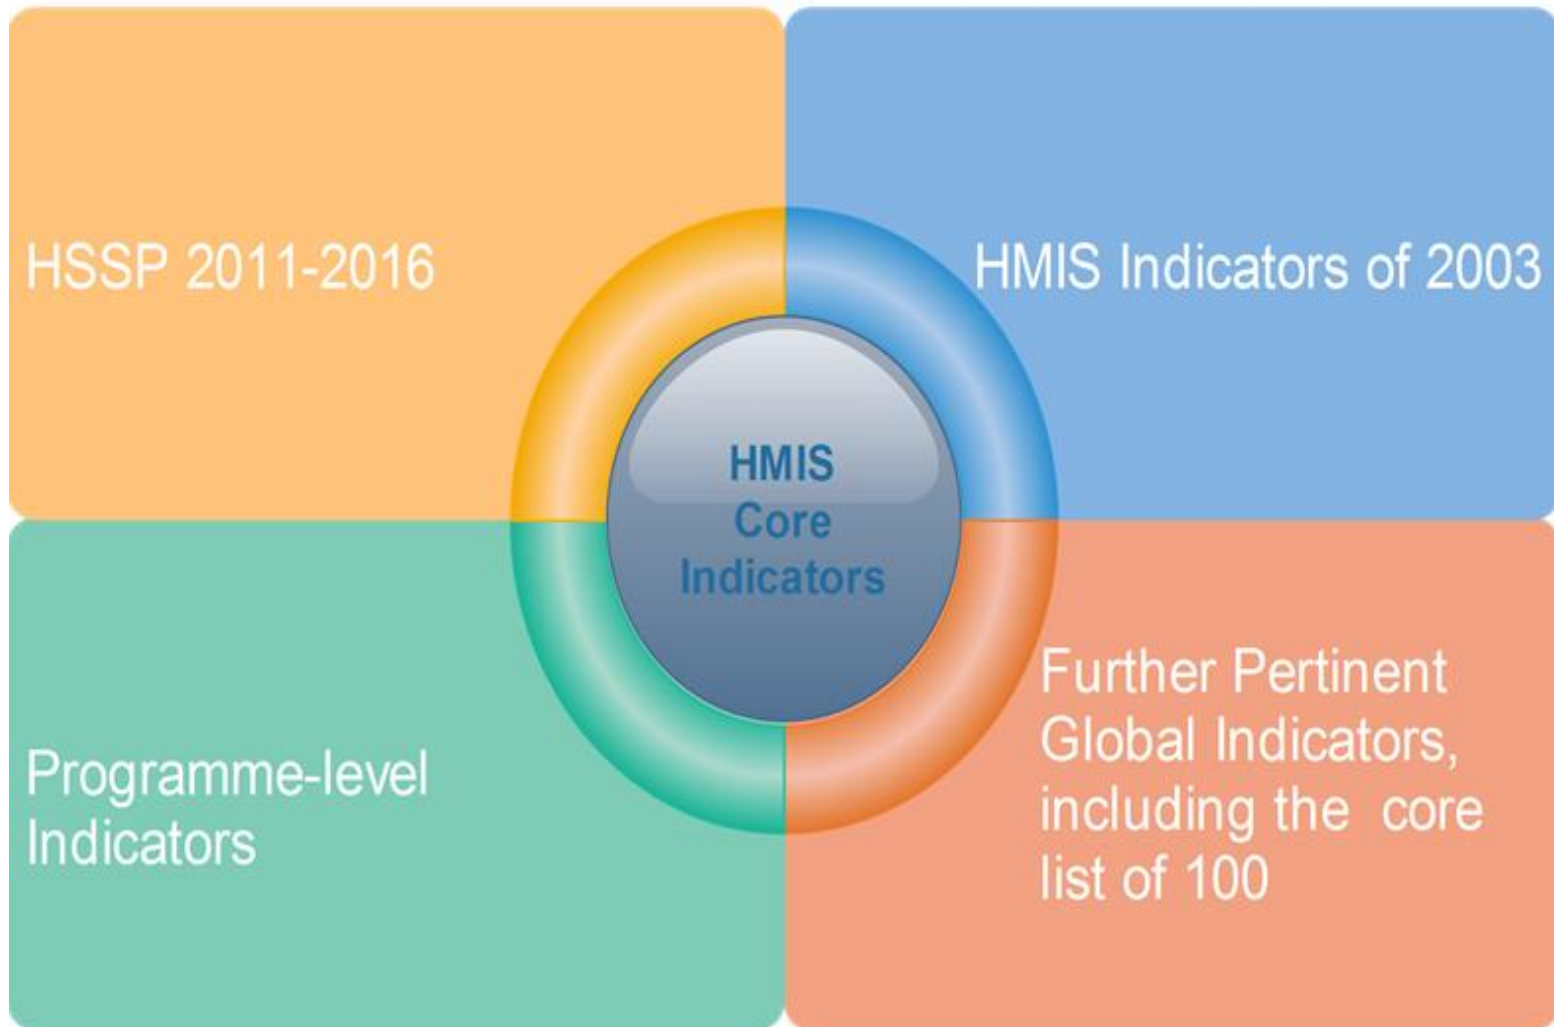 HSSP 2011-2016
HMIS Indicators of 2003
HMIS
Core
Indicators
Programme-level
Indicators
Further Pertinent
Global Indicators,
including the core
list of 100